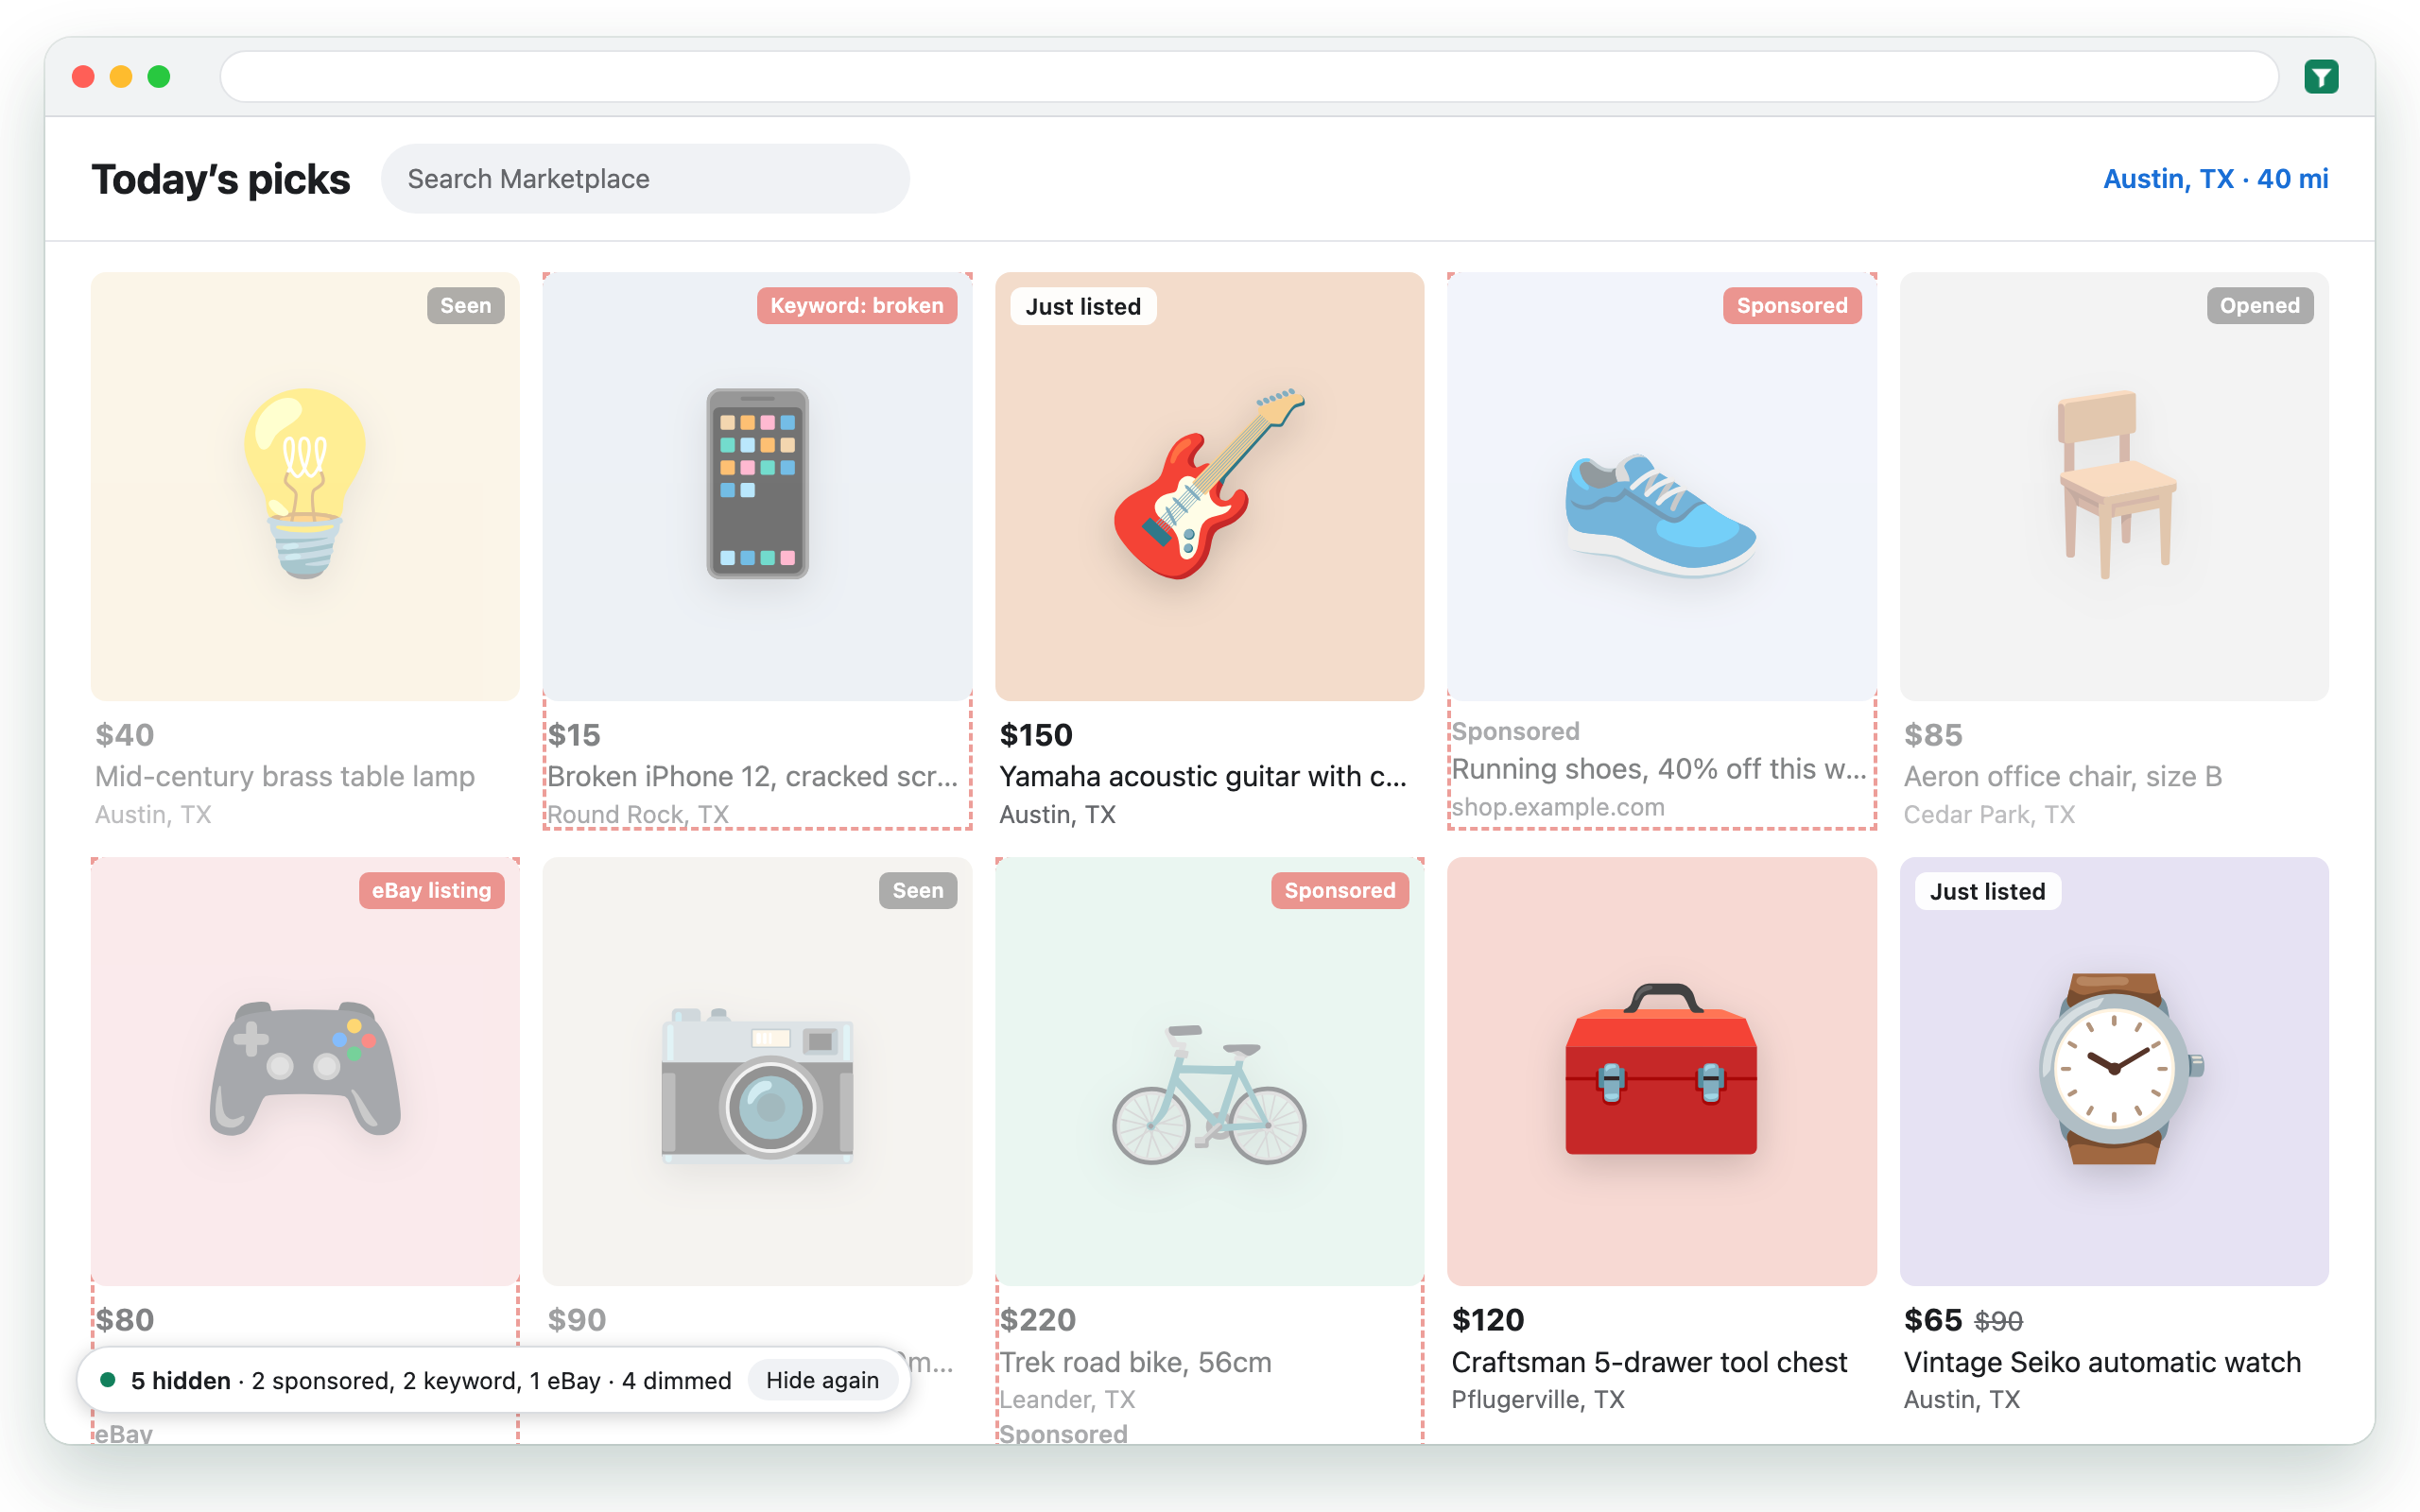 Today’s picks
Search Marketplace
Austin, TX · 40 mi
Seen
$40
Mid-century brass table lamp
Austin, TX
Keyword: broken
$15
Broken iPhone 12, cracked scr...
Round Rock, TX
Just listed
$150
Yamaha acoustic guitar with c...
Austin, TX
Sponsored
Sponsored
Running shoes, 40% off this w...
shop.example.com
Opened
$85
Aeron office chair, size B
Cedar Park, TX
eBay listing
$80
eBay
Seen
$90
Sponsored
$220
Trek road bike, 56cm
Leander, TX
Sponsored
$120
Craftsman 5-drawer tool chest
Pflugerville, TX
Just listed
$65 $90
Vintage Seiko automatic watch
Austin, TX
5 hidden · 2 sponsored, 2 keyword, 1 eBay · 4 dimmed
Hide again